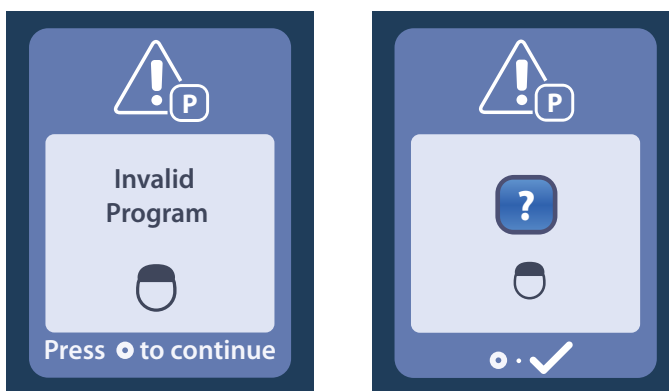 P
Invalid
Program
Press to continue
P
?